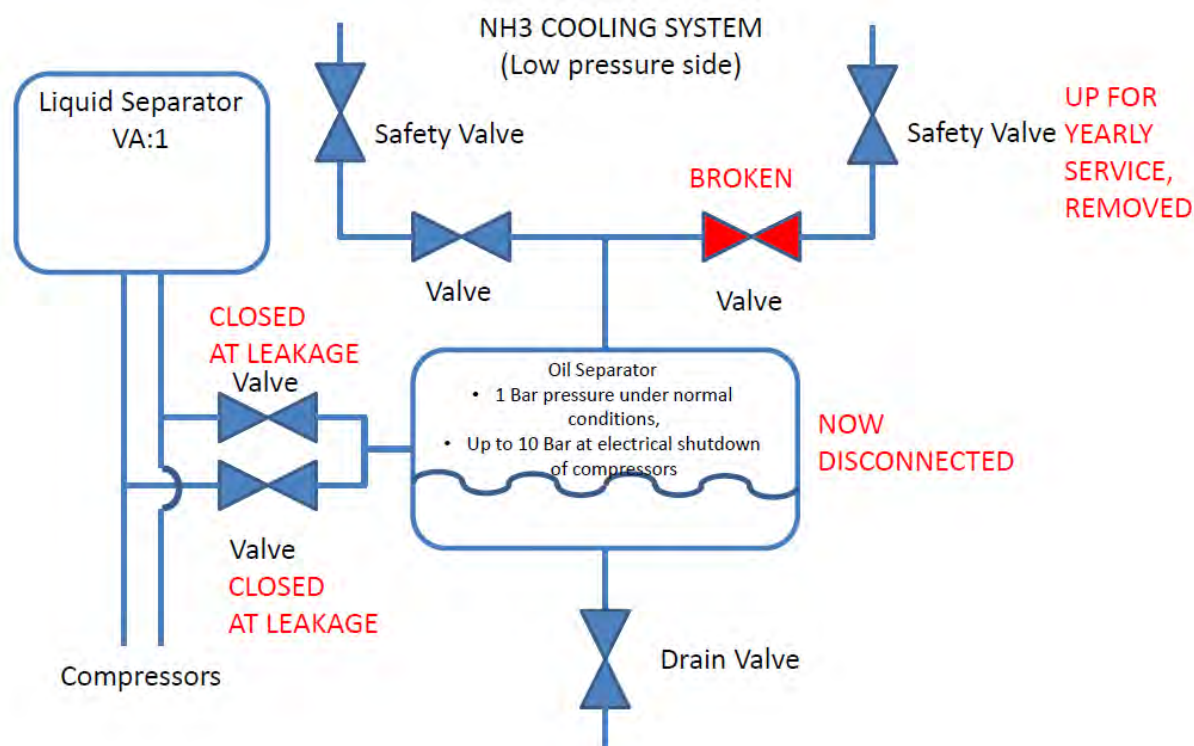 NH3 COOLING SYSTEM
(Low pressure side)
Liquid Separator
VA:1
Safety Valve
Safety Valve
UP FOR
YEARLY
SERVICE,
REMOVED
BROKEN
Valve
Valve
CLOSED
AT LEAKAGE
Valve
Oil Separator
• 1 Bar pressure under normal
conditions,
• Up to 10 Bar at electrical shutdown
of compressors
NOW
DISCONNECTED
Valve
CLOSED
AT LEAKAGE
Compressors
Drain Valve